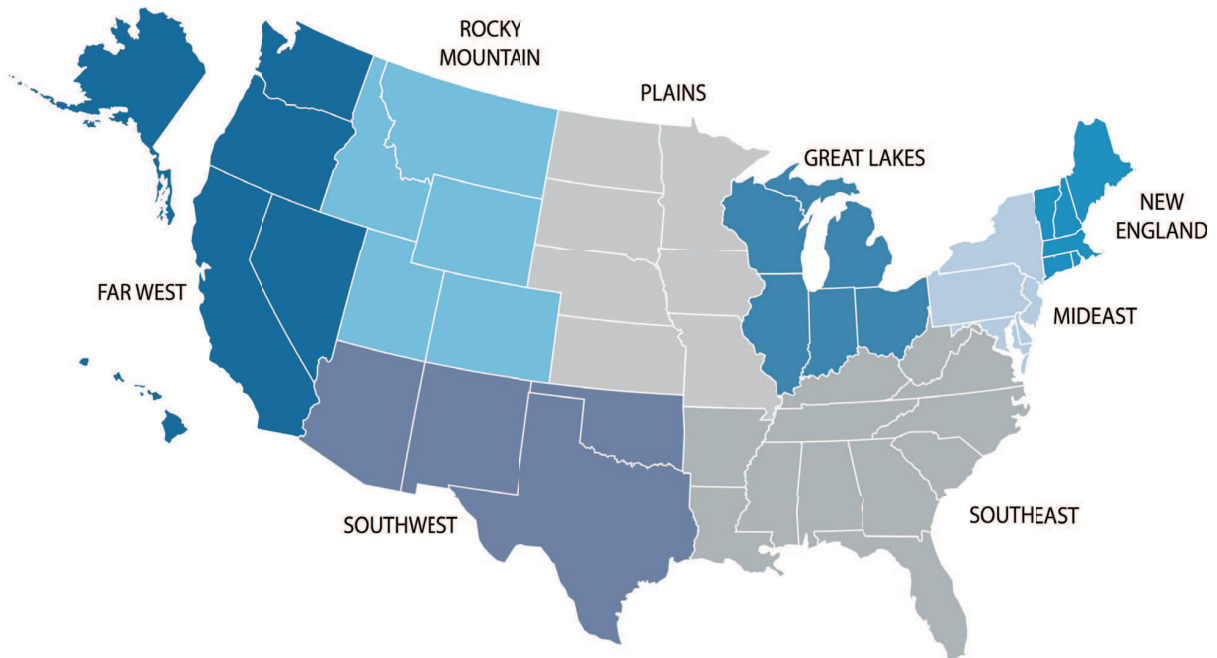 ROCKY
MOUNTAIN
PLAINS
GREAT LAKES
NEW
ENGLAND
FAR WEST
MIDEAST
SOUTHWEST
SOUTHEAST